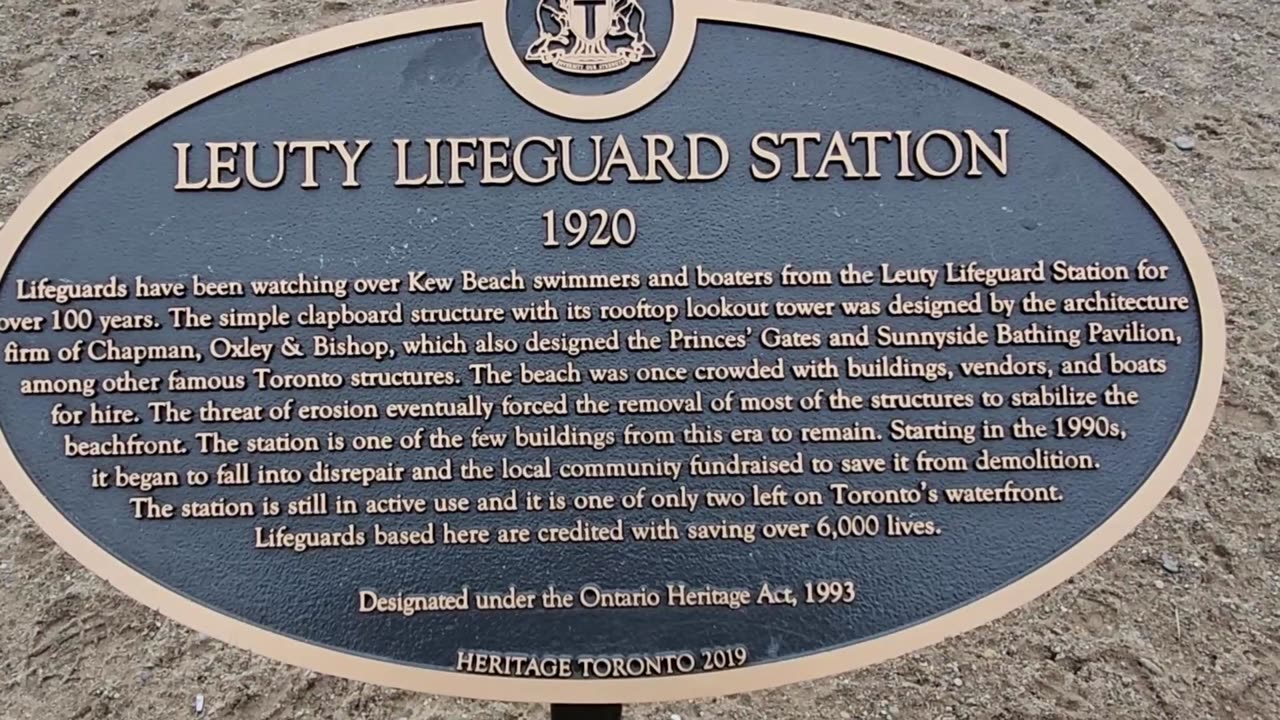 DIVERSITY OUR STRENGTH
LEUTY LIFEGUARD STATION
1920
Lifeguards have been watching over Kew Beach swimmers and boaters from the Leuty Lifeguard Station for
over 100 years. The simple clapboard structure with its rooftop lookout tower was designed by the architecture
firm of Chapman, Oxley & Bishop, which also designed the Princes' Gates and Sunnyside Bathing Pavilion,
among other famous Toronto structures. The beach was once crowded with buildings, vendors, and boats
for hire. The threat of erosion eventually forced the removal of most of the structures to stabilize the
beachfront. The station is one of the few buildings from this era to remain. Starting in the 1990s,
it began to fall into disrepair and the local community fundraised to save it from demolition.
The station is still in active use and it is one of only two left on Toronto's waterfront.
Lifeguards based here are credited with saving over 6,000 lives.
Designated under the Ontario Heritage Act, 1993
HERITAGE TORONTO 2019